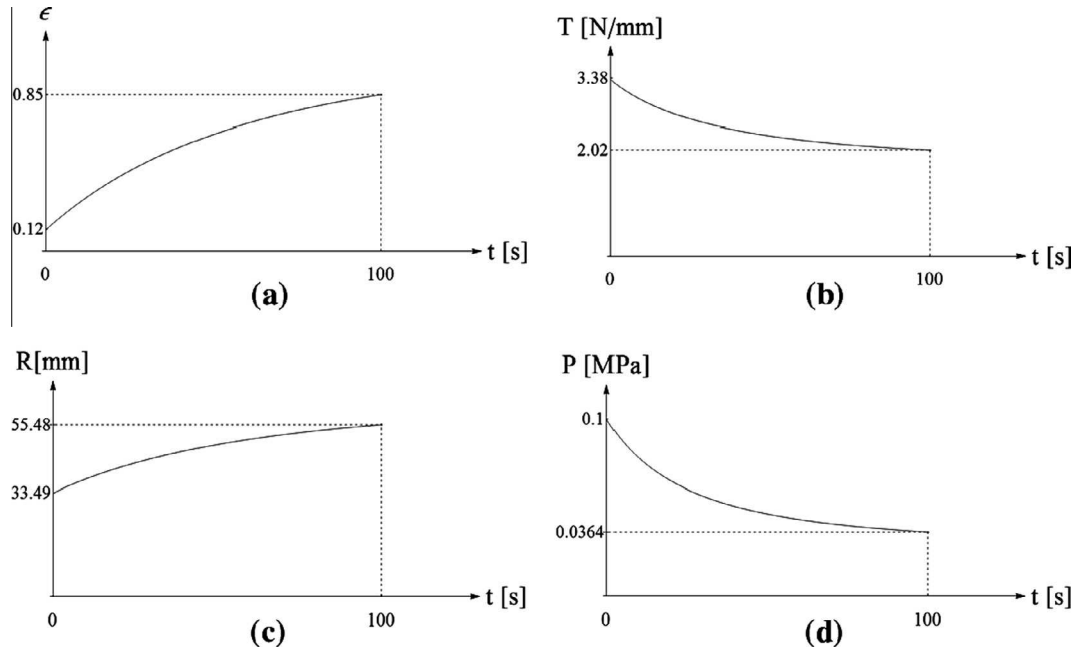 ϵ
0.85
0.12
0
100
t [s]
(a)
T [N/mm]
3.38
2.02
0
100
t [s]
(b)
R[mm]
55.48
33.49
0
100
t [s]
(c)
P [MPa]
0.1
0.0364
0
100
t [s]
(d)